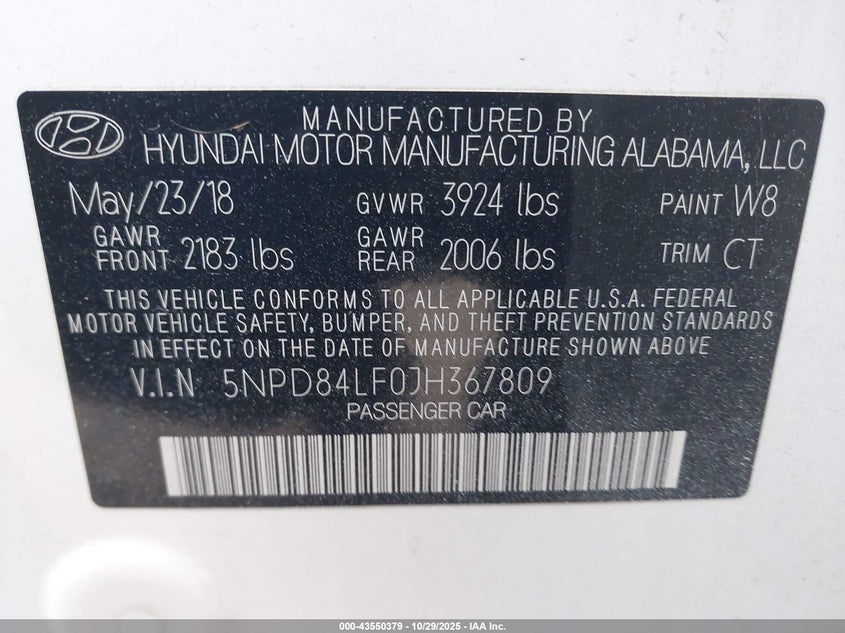 MANUFACTURED BY
HYUNDAI MOTOR MANUFACTURING ALABAMA, LLC
May/23/18 GVWR 3924 lbs PAINT W8
GAWR FRONT 2183 lbs GAWR REAR 2006 lbs TRIM CT
THIS VEHICLE CONFORMS TO ALL APPLICABLE U.S.A. FEDERAL
MOTOR VEHICLE SAFETY, BUMPER, AND THEFT PREVENTION STANDARDS
IN EFFECT ON THE DATE OF MANUFACTURE SHOWN ABOVE
V.I.N 5NPD84LF0JH367809
PASSENGER CAR
000-43550379 - 10/29/2025 - IAA Inc.